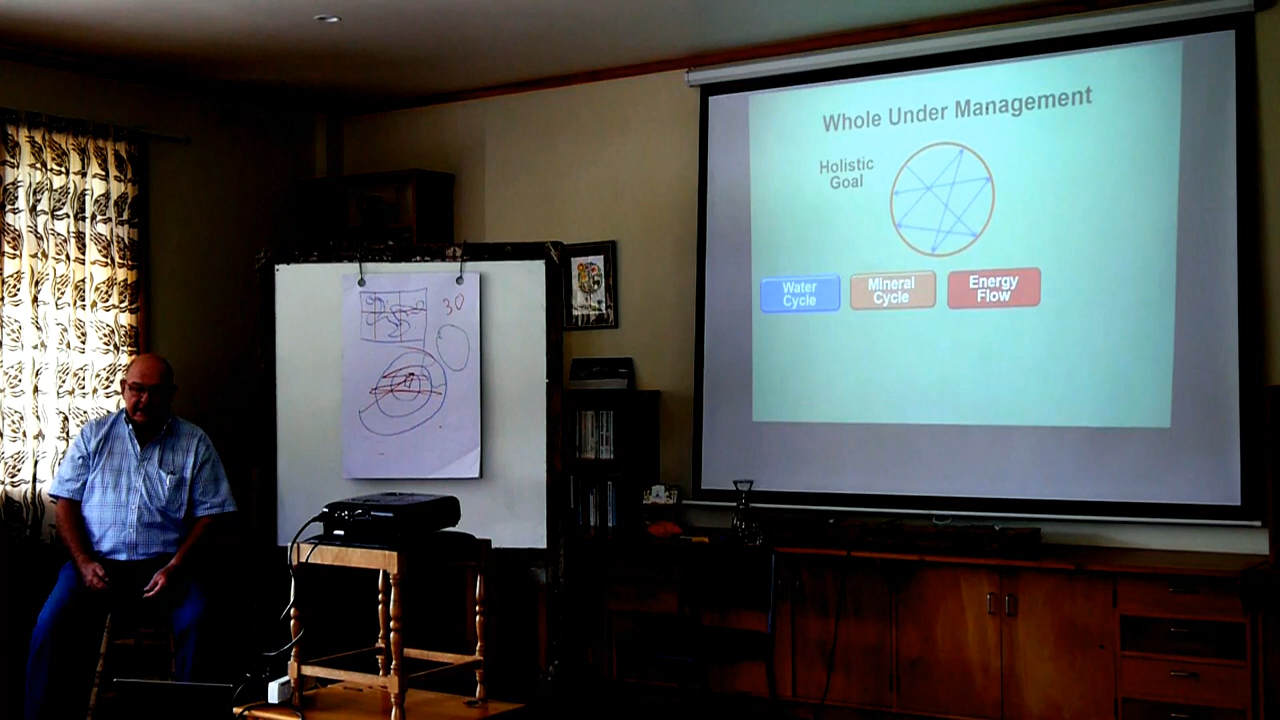 Whole Under Management
Holistic
Goal
Water
Cycle
Mineral
Cycle
Energy
Flow
30